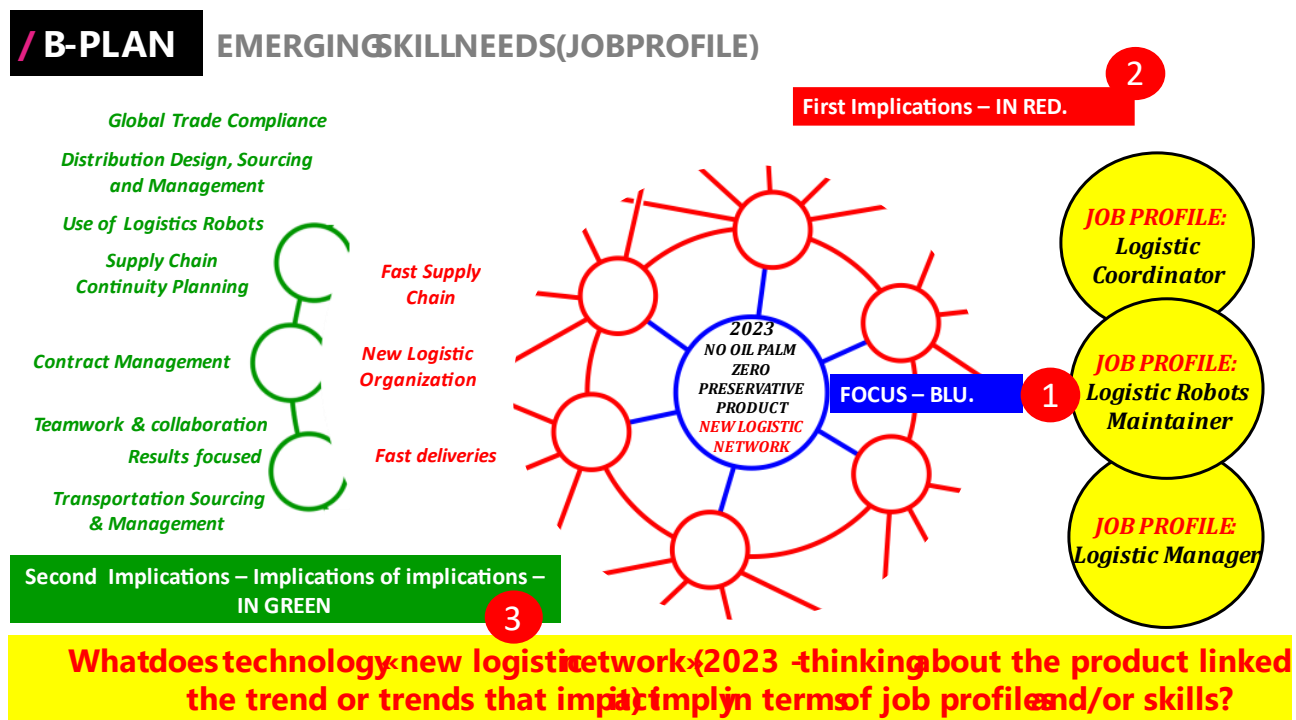 / B-PLAN
EMERGING SKILL NEEDS (JOB PROFILE)
2
First Implications – IN RED.
Global Trade Compliance
Distribution Design, Sourcing
and Management
Use of Logistics Robots
Supply Chain
Continuity Planning
Contract Management
Teamwork & collaboration
Results focused
Transportation Sourcing
& Management
Fast Supply
Chain
New Logistic
Organization
Fast deliveries
2023
NO OIL PALM
ZERO
PRESERVATIVE
PRODUCT
NEW LOGISTIC
NETWORK
FOCUS – BLU.
1
JOB PROFILE:
Logistic
Coordinator
JOB PROFILE:
Logistic Robots
Maintainer
JOB PROFILE:
Logistic Manager
Second Implications – Implications of implications –
IN GREEN
3
What does technology «new logistic network» (2023 - thinking about the product linked
the trend or trends that impact it) imply in terms of job profiles and/or skills?